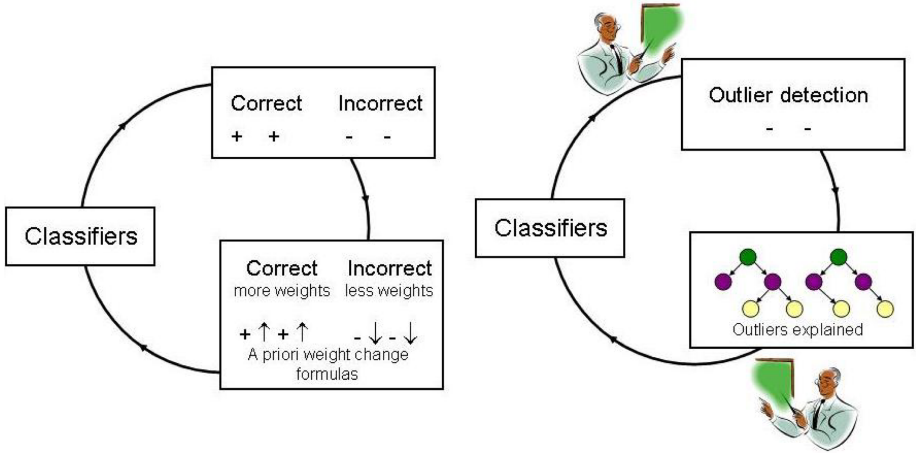 Correct Incorrect
+ + - -
Classifiers
Correct Incorrect
more weights less weights
+ ↑ + ↑ - ↓ - ↓
A priori weight change
formulas
Outlier detection
- -
Classifiers
Outliers explained